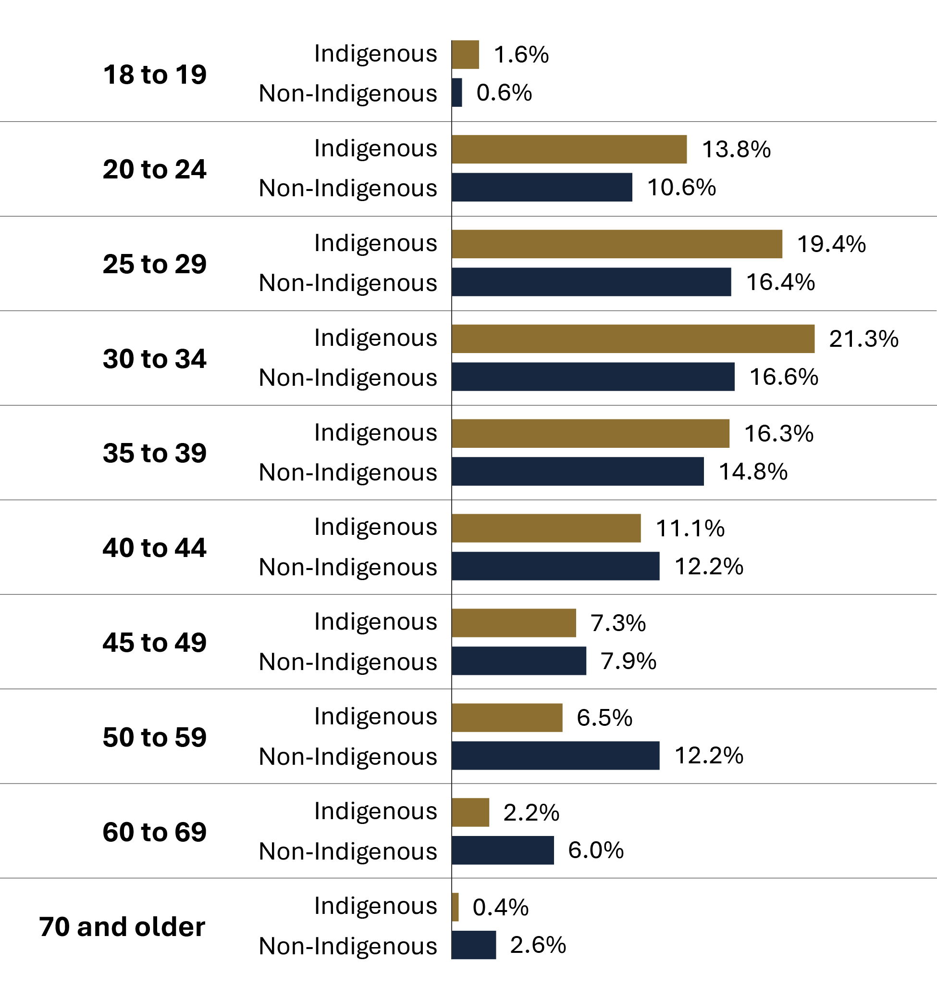 18 to 19
Indigenous 1.6%
Non-Indigenous 0.6%
20 to 24
Indigenous 13.8%
Non-Indigenous 10.6%
25 to 29
Indigenous 19.4%
Non-Indigenous 16.4%
30 to 34
Indigenous 21.3%
Non-Indigenous 16.6%
35 to 39
Indigenous 16.3%
Non-Indigenous 14.8%
40 to 44
Indigenous 11.1%
Non-Indigenous 12.2%
45 to 49
Indigenous 7.3%
Non-Indigenous 7.9%
50 to 59
Indigenous 6.5%
Non-Indigenous 12.2%
60 to 69
Indigenous 2.2%
Non-Indigenous 6.0%
70 and older
Indigenous 0.4%
Non-Indigenous 2.6%